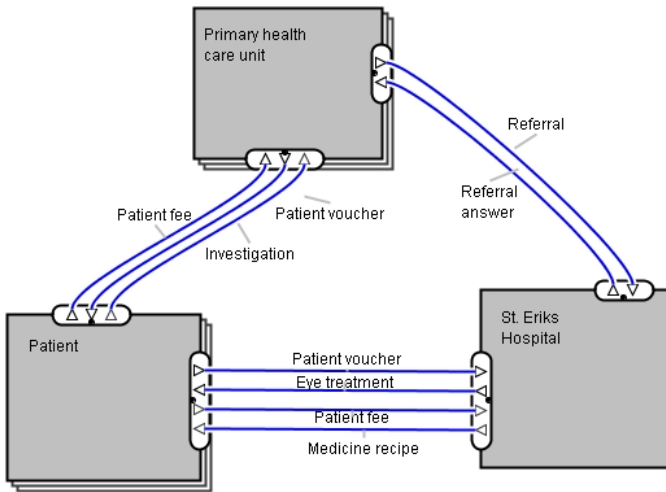 Primary health
care unit
Referral
Referral
answer
Patient fee
Patient voucher
Investigation
Patient
St. Eriks
Hospital
Patient voucher
Eye treatment
Patient fee
Medicine recipe